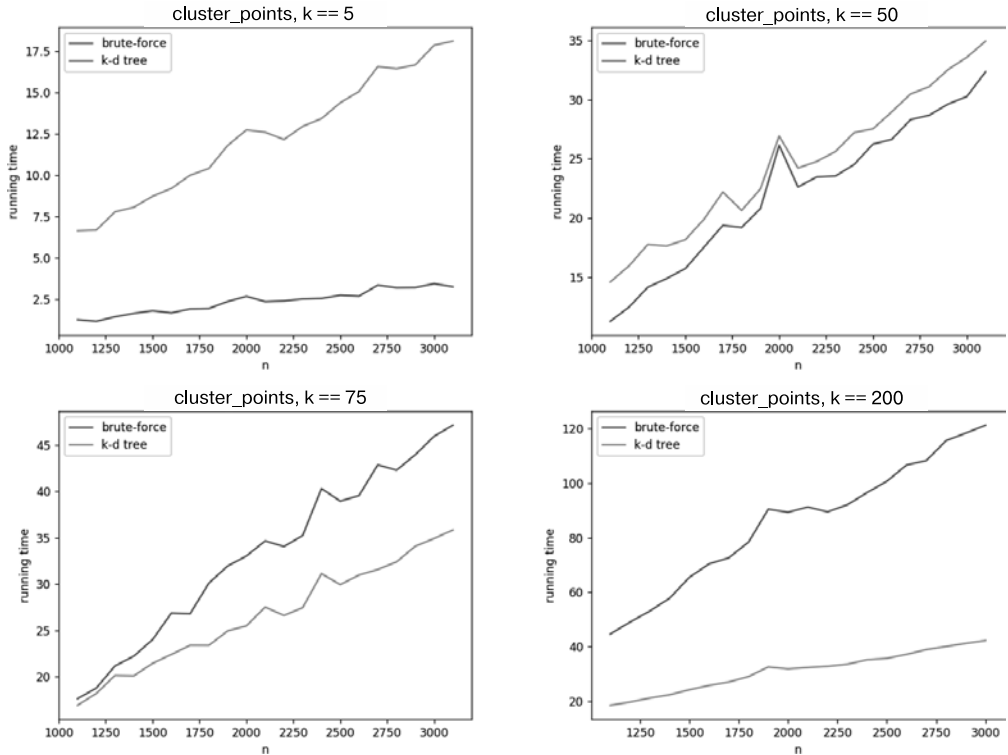 cluster_points, k == 5
brute-force
k-d tree
running time
17.5
15.0
12.5
10.0
7.5
5.0
2.5
1000 1250 1500 1750 2000 2250 2500 2750 3000
n
cluster_points, k == 50
brute-force
k-d tree
running time
35
30
25
20
15
1000 1250 1500 1750 2000 2250 2500 2750 3000
n
cluster_points, k == 75
brute-force
k-d tree
running time
45
40
35
30
25
20
1000 1250 1500 1750 2000 2250 2500 2750 3000
n
cluster_points, k == 200
brute-force
k-d tree
running time
120
100
80
60
40
20
1250 1500 1750 2000 2250 2500 2750 3000
n